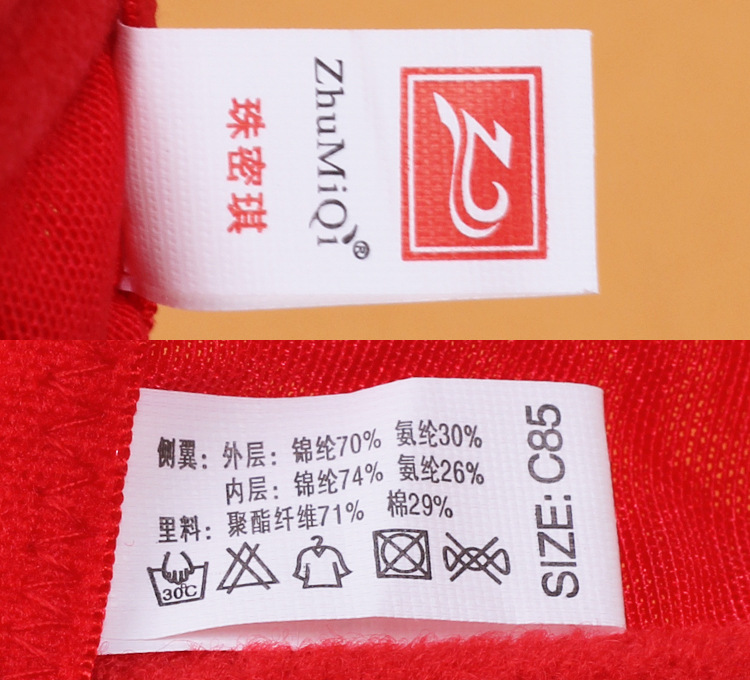 ZhuMiQi®
珠密琪
侧翼：外层：锦纶70% 氨纶30%
内层：锦纶74% 氨纶26%
里料：聚酯纤维71% 棉29%
30℃
SIZE: C85